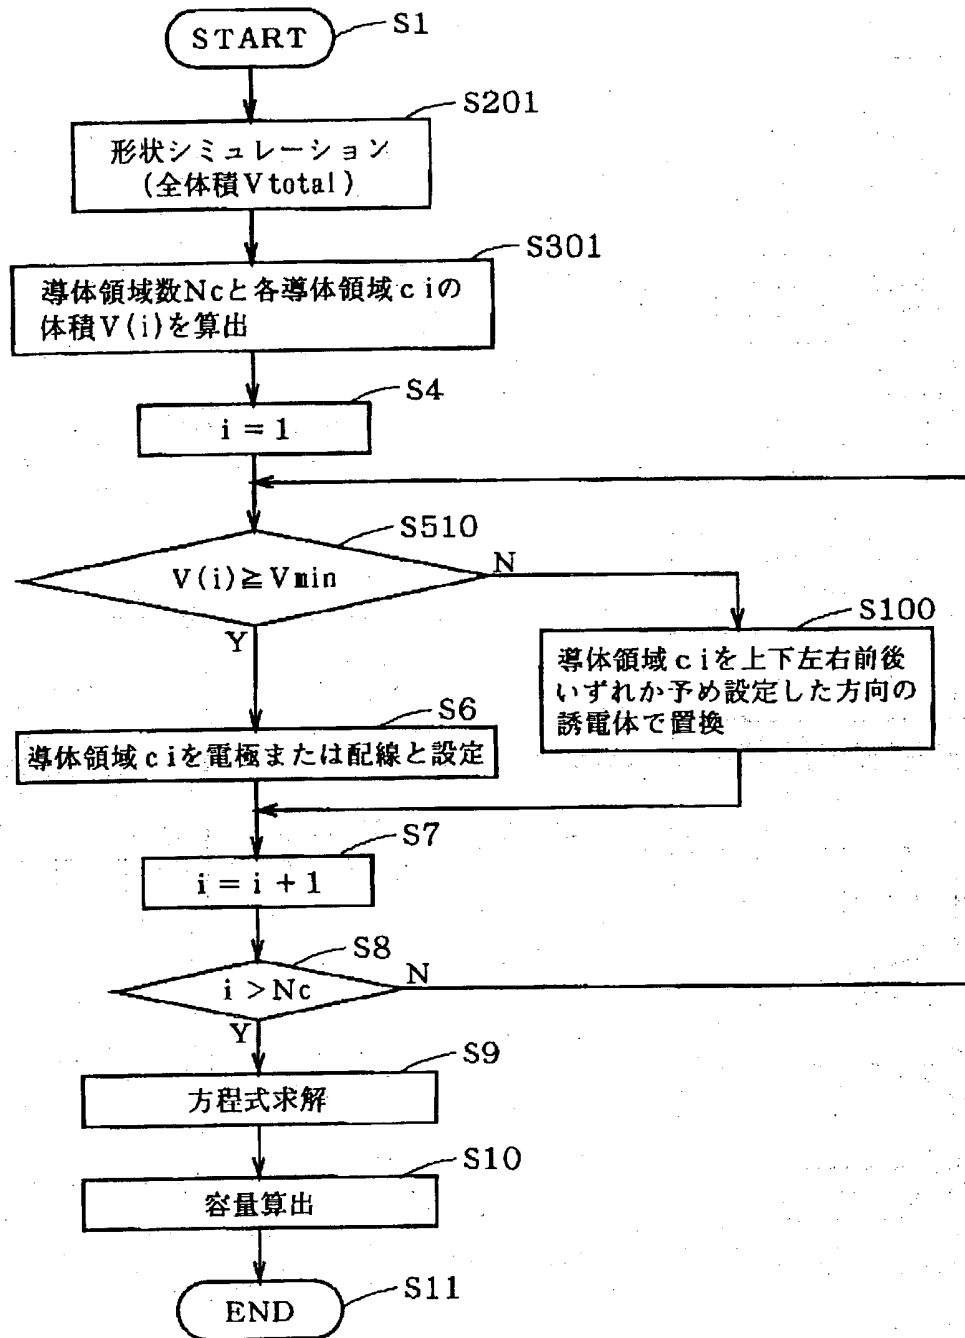 START
S1
S201
形状シミュレーション
(全体積Vtotal)
S301
導体領域数Ncと各導体領域ciの
体積V(i)を算出
S4
i=1
S510
V(i)≧Vmin
N
Y
S100
導体領域ciを上下左右前後
いずれか予め設定した方向の
誘電体で置換
S6
導体領域ciを電極または配線と設定
S7
i=i+1
S8
i>Nc
N
Y
S9
方程式求解
S10
容量算出
END
S11